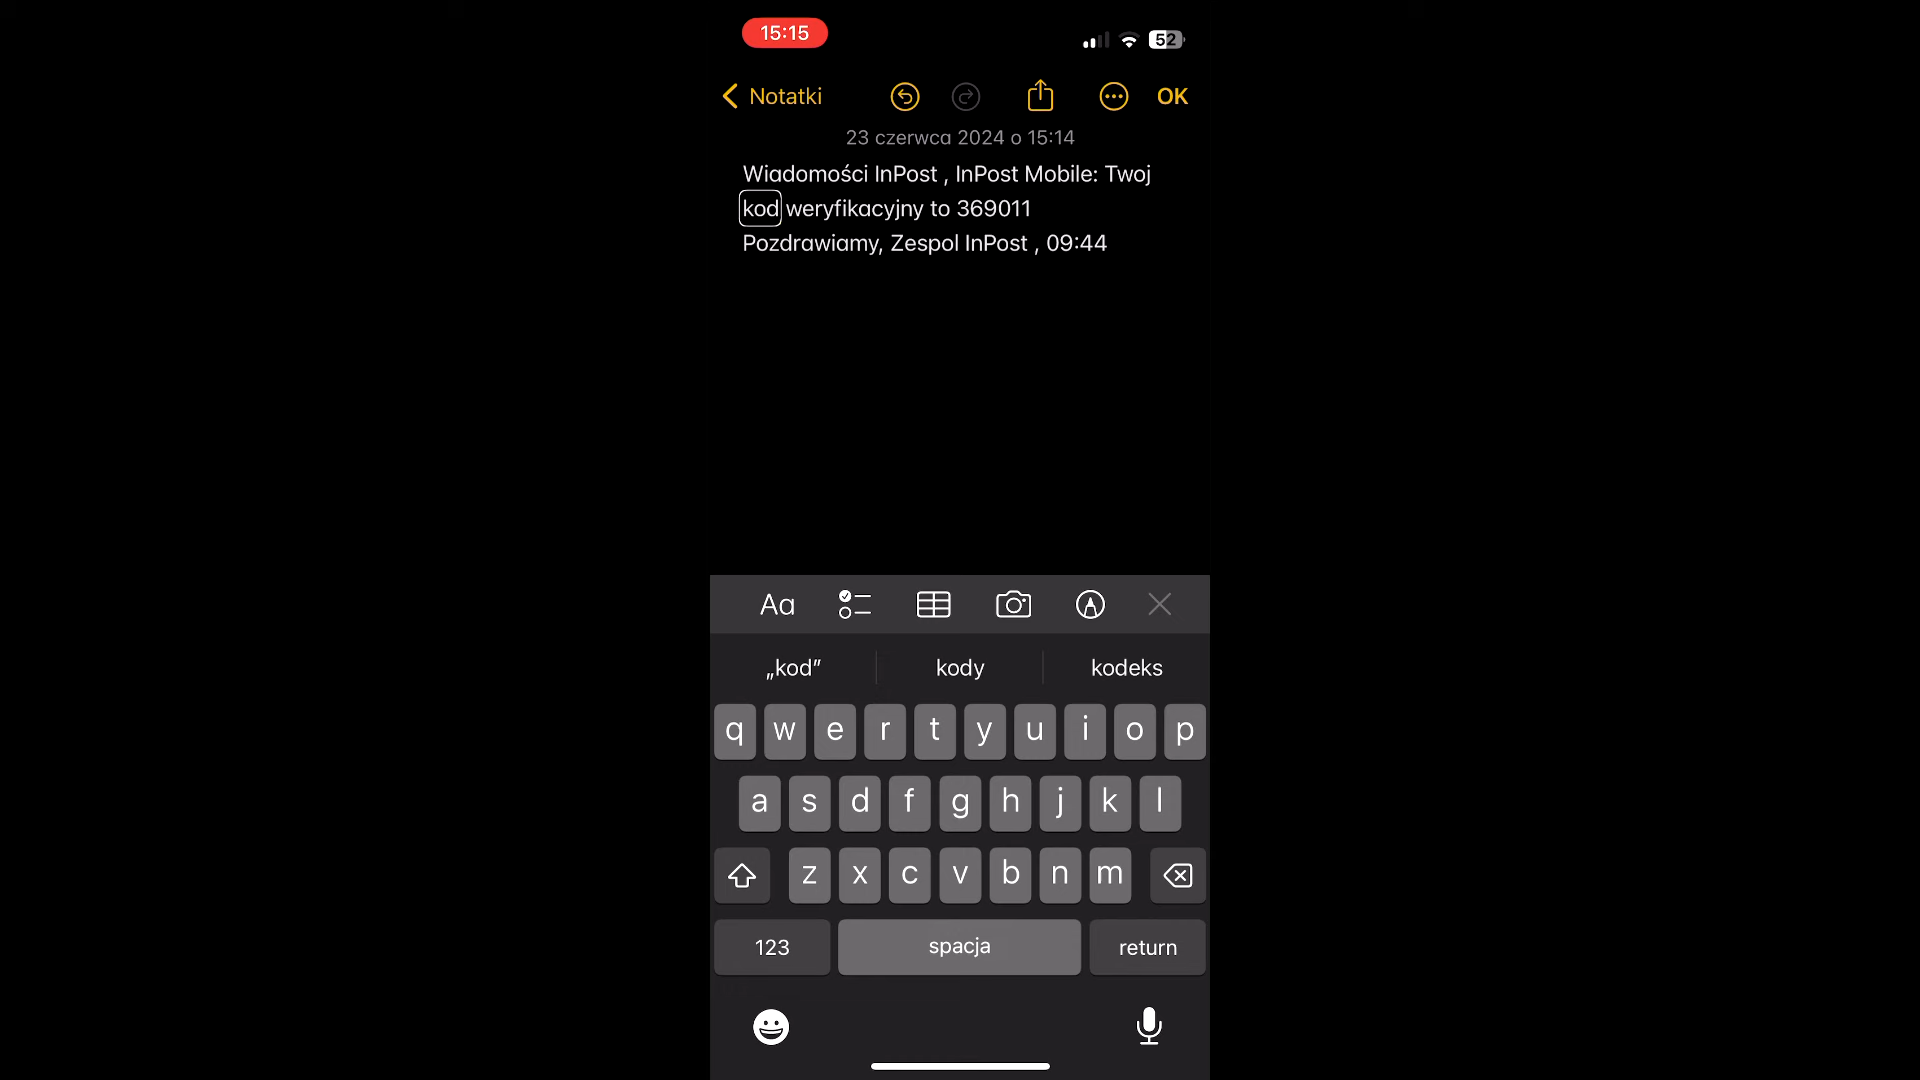 15:15
52
Notatki
OK
23 czerwca 2024 o 15:14
Wiadomości InPost , InPost Mobile: Twoj
kod weryfikacyjny to 369011
Pozdrawiamy, Zespol InPost , 09:44
Aa
„kod” kody kodeks
q w e r t y u i o p
a s d f g h j k l
z x c v b n m
123 spacja return